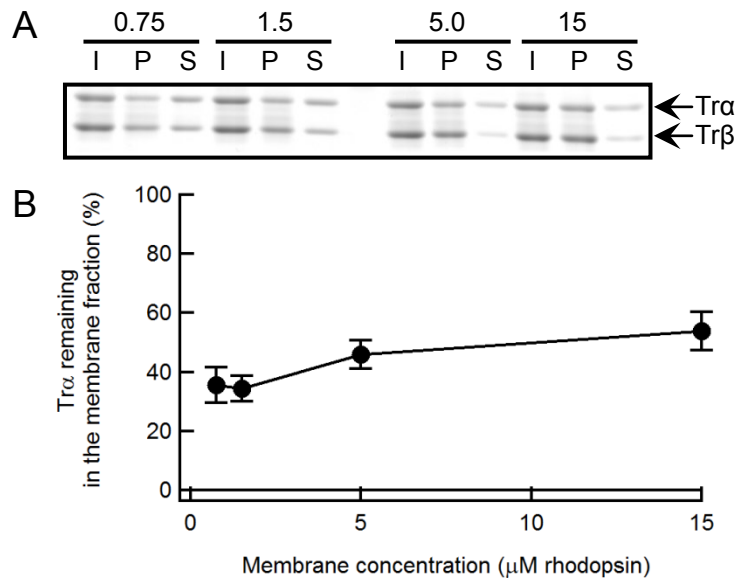 A
0.75 1.5 5.0 15
I P S I P S I P S I P S
Trα
Trβ
B
100
80
60
40
20
0
Trα remaining
in the membrane fraction (%)
0 5 10 15
Membrane concentration (μM rhodopsin)